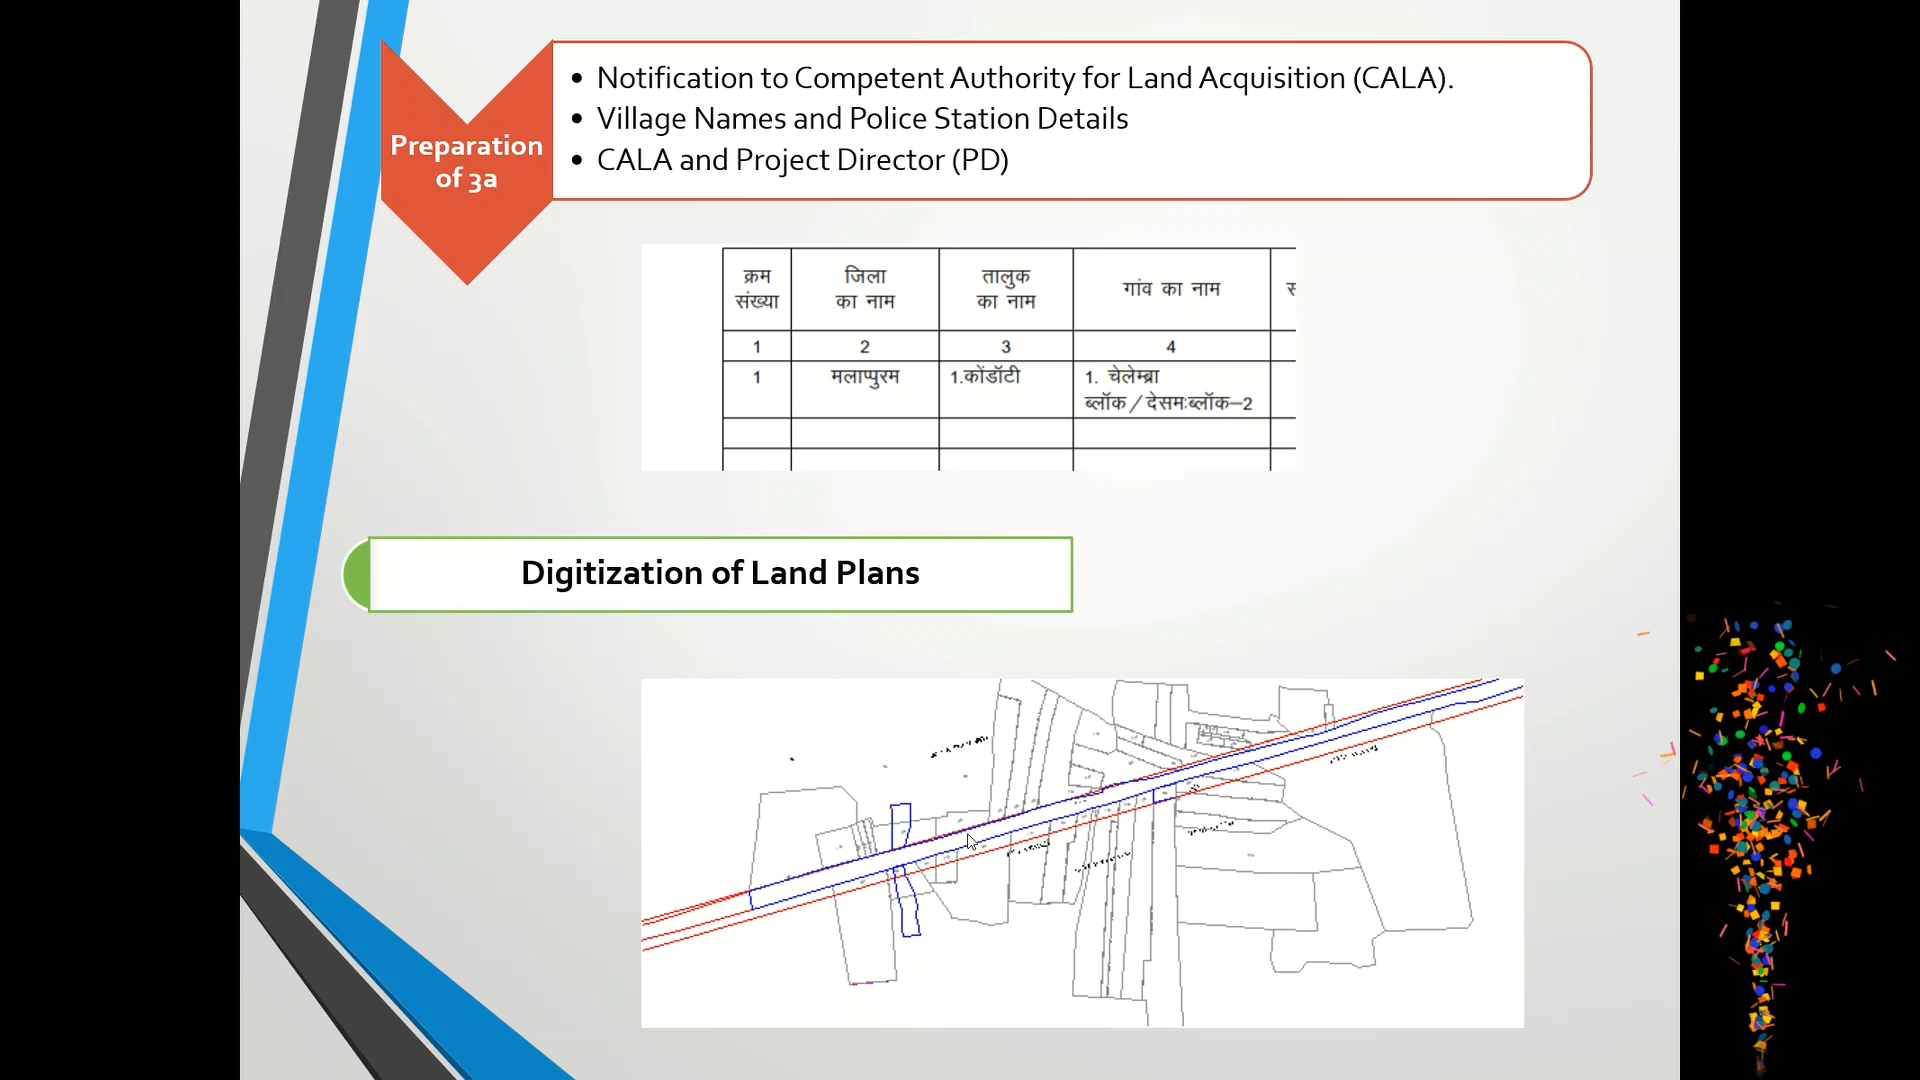 Preparation
of 3a
• Notification to Competent Authority for Land Acquisition (CALA).
• Village Names and Police Station Details
• CALA and Project Director (PD)
क्रम संख्या | जिला का नाम | तालुक का नाम | गांव का नाम
1 | 2 | 3 | 4
1 | मलाप्पुरम | 1.कोंडॉटी | 1. चेलेम्ब्रा
ब्लॉक / देसमःब्लॉक–2
Digitization of Land Plans